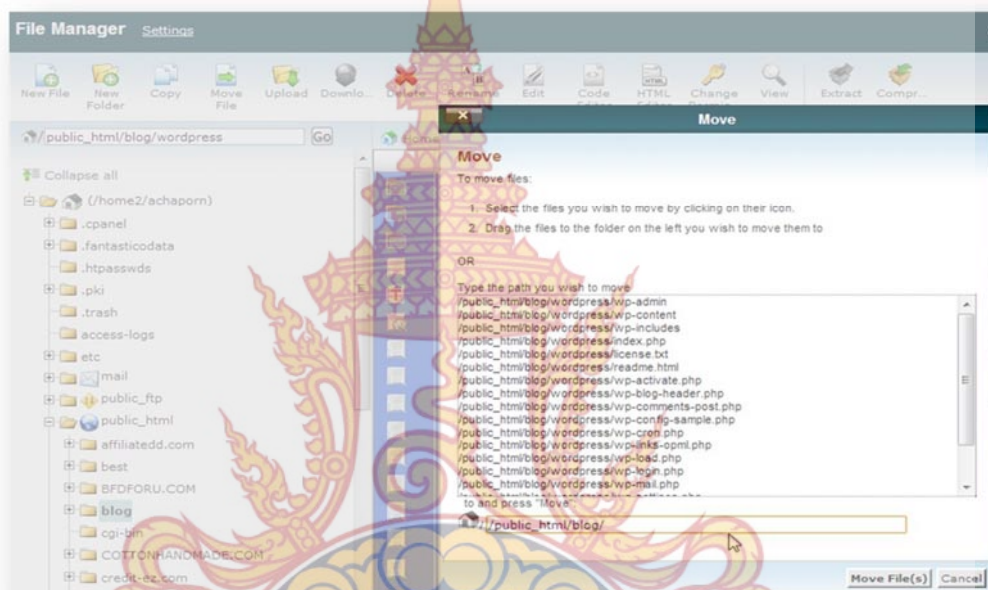 File Manager Settings
New File New Folder Copy Move File Upload Downlo... Delete Rename Edit Code Editor HTML Editor Change View Extract Compr...
/public_html/blog/wordpress Go
Home
Collapse all
(/home2/achaporn)
.cpanel
.fantasticodata
.htpasswds
.pki
.trash
access-logs
etc
mail
public_ftp
public_html
affiliatedd.com
best
BFDFORU.COM
blog
cgi-bin
COTTONHANDMADE.COM
credit-ez.com
Move
Move
To move files:
1. Select the files you wish to move by clicking on their icon.
2. Drag the files to the folder on the left you wish to move them to
OR
Type the path you wish to move
/public_html/blog/wordpress/wp-admin
/public_html/blog/wordpress/wp-content
/public_html/blog/wordpress/wp-includes
/public_html/blog/wordpress/index.php
/public_html/blog/wordpress/license.txt
/public_html/blog/wordpress/readme.html
/public_html/blog/wordpress/wp-activate.php
/public_html/blog/wordpress/wp-blog-header.php
/public_html/blog/wordpress/wp-comments-post.php
/public_html/blog/wordpress/wp-config-sample.php
/public_html/blog/wordpress/wp-cron.php
/public_html/blog/wordpress/wp-links-opml.php
/public_html/blog/wordpress/wp-load.php
/public_html/blog/wordpress/wp-login.php
/public_html/blog/wordpress/wp-mail.php
to and press "Move":
/public_html/blog/
Move File(s) Cancel